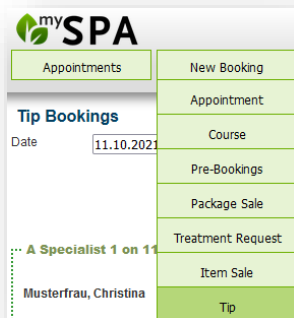 mySPA
Appointments
New Booking
Appointment
Tip Bookings
Course
Date 11.10.2021
Pre-Bookings
Package Sale
Treatment Request
A Specialist 1 on 11
Item Sale
Musterfrau, Christina
Tip